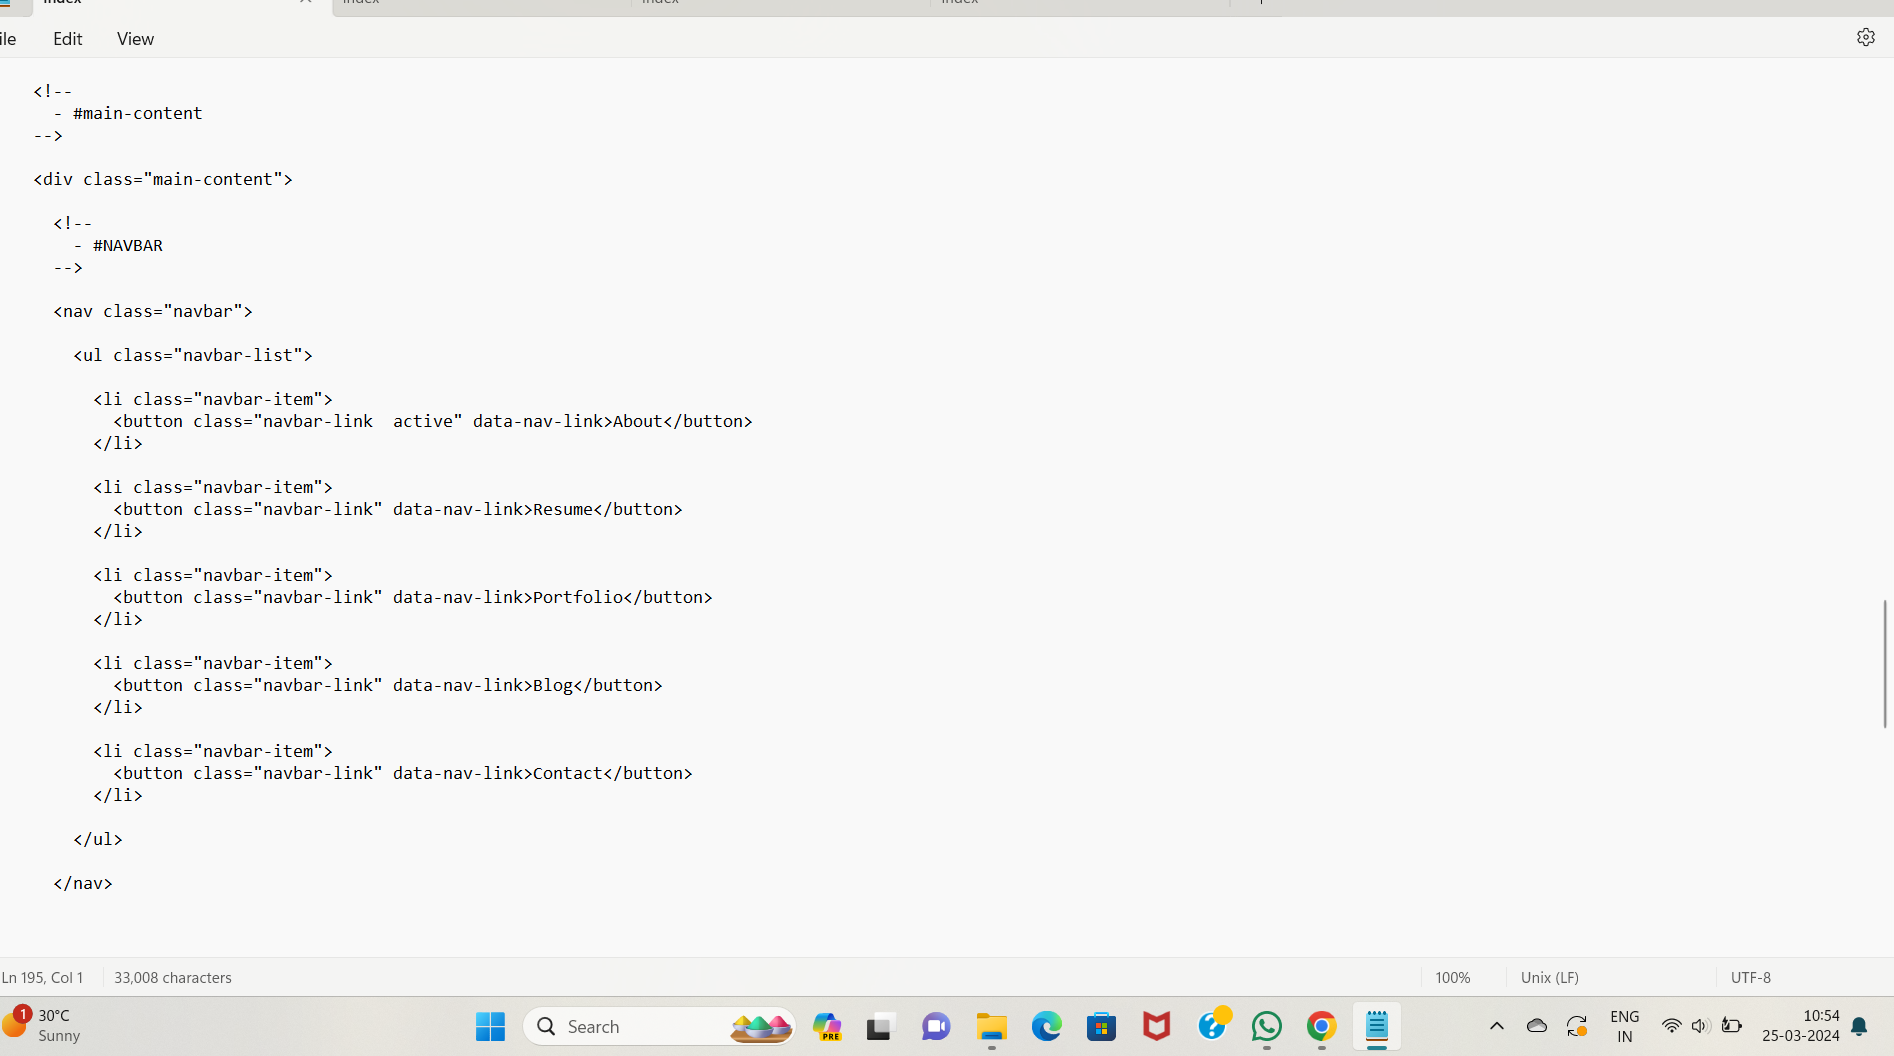 Index
Index
Index
Index
ile Edit View
<!--
- #main-content
-->
<div class="main-content">
<!--
- #NAVBAR
-->
<nav class="navbar">
<ul class="navbar-list">
<li class="navbar-item">
<button class="navbar-link  active" data-nav-link>About</button>
</li>
<li class="navbar-item">
<button class="navbar-link" data-nav-link>Resume</button>
</li>
<li class="navbar-item">
<button class="navbar-link" data-nav-link>Portfolio</button>
</li>
<li class="navbar-item">
<button class="navbar-link" data-nav-link>Blog</button>
</li>
<li class="navbar-item">
<button class="navbar-link" data-nav-link>Contact</button>
</li>
</ul>
</nav>
Ln 195, Col 1 33,008 characters 100% Unix (LF) UTF-8
1
30°C
Sunny
Search
PRE
ENG
IN
10:54
25-03-2024